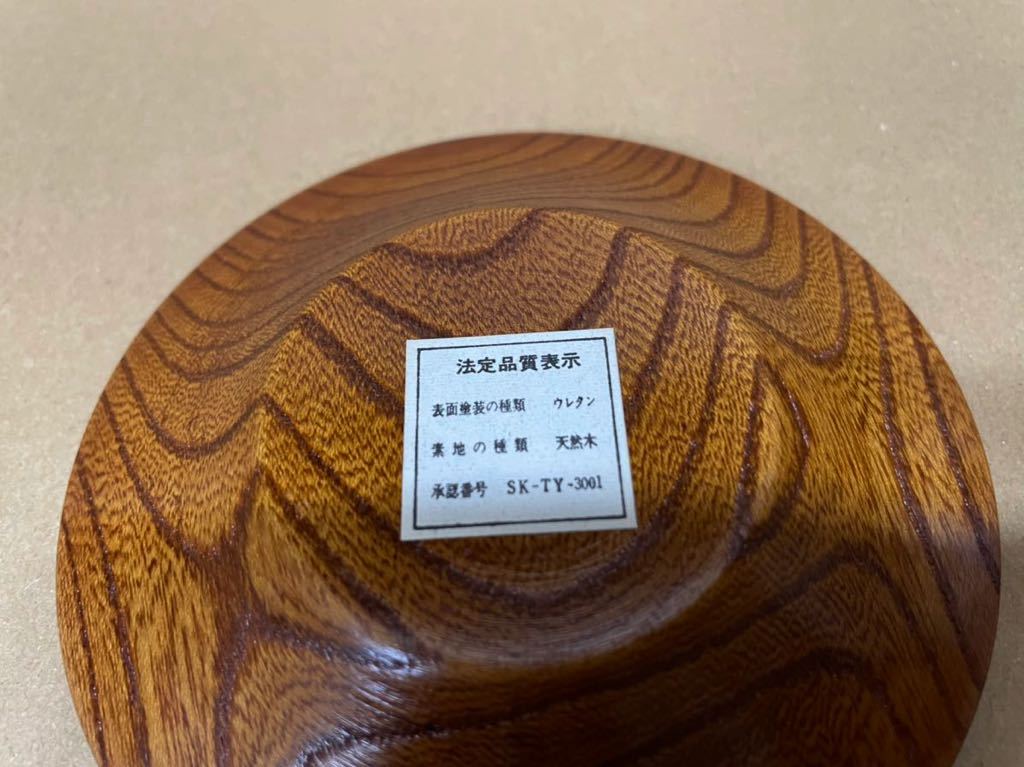 法定品質表示
表面塗装の種類 ウレタン
素地の種類 天然木
承認番号 SK-TY-3001